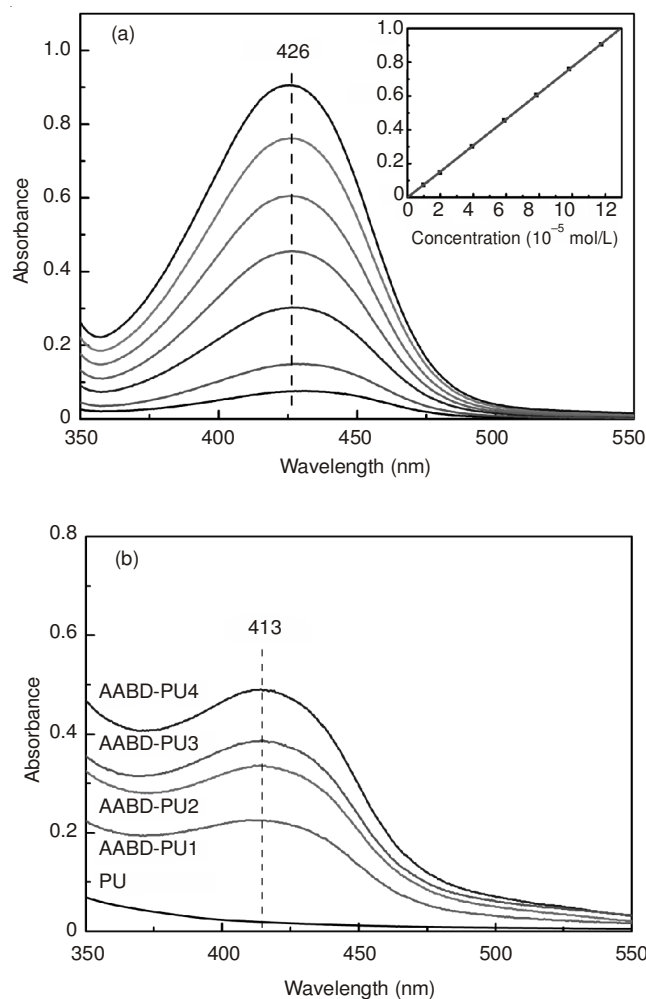 (a)
426
1.0
0.8
0.6
0.4
0.2
0
Absorbance
350
400
450
500
550
Wavelength (nm)
1.0
0.8
0.6
0.4
0.2
0
2
4
6
8
10
12
Concentration (10⁻⁵ mol/L)
(b)
413
0.8
0.6
0.4
0.2
0
Absorbance
AABD-PU4
AABD-PU3
AABD-PU2
AABD-PU1
PU
350
400
450
500
550
Wavelength (nm)